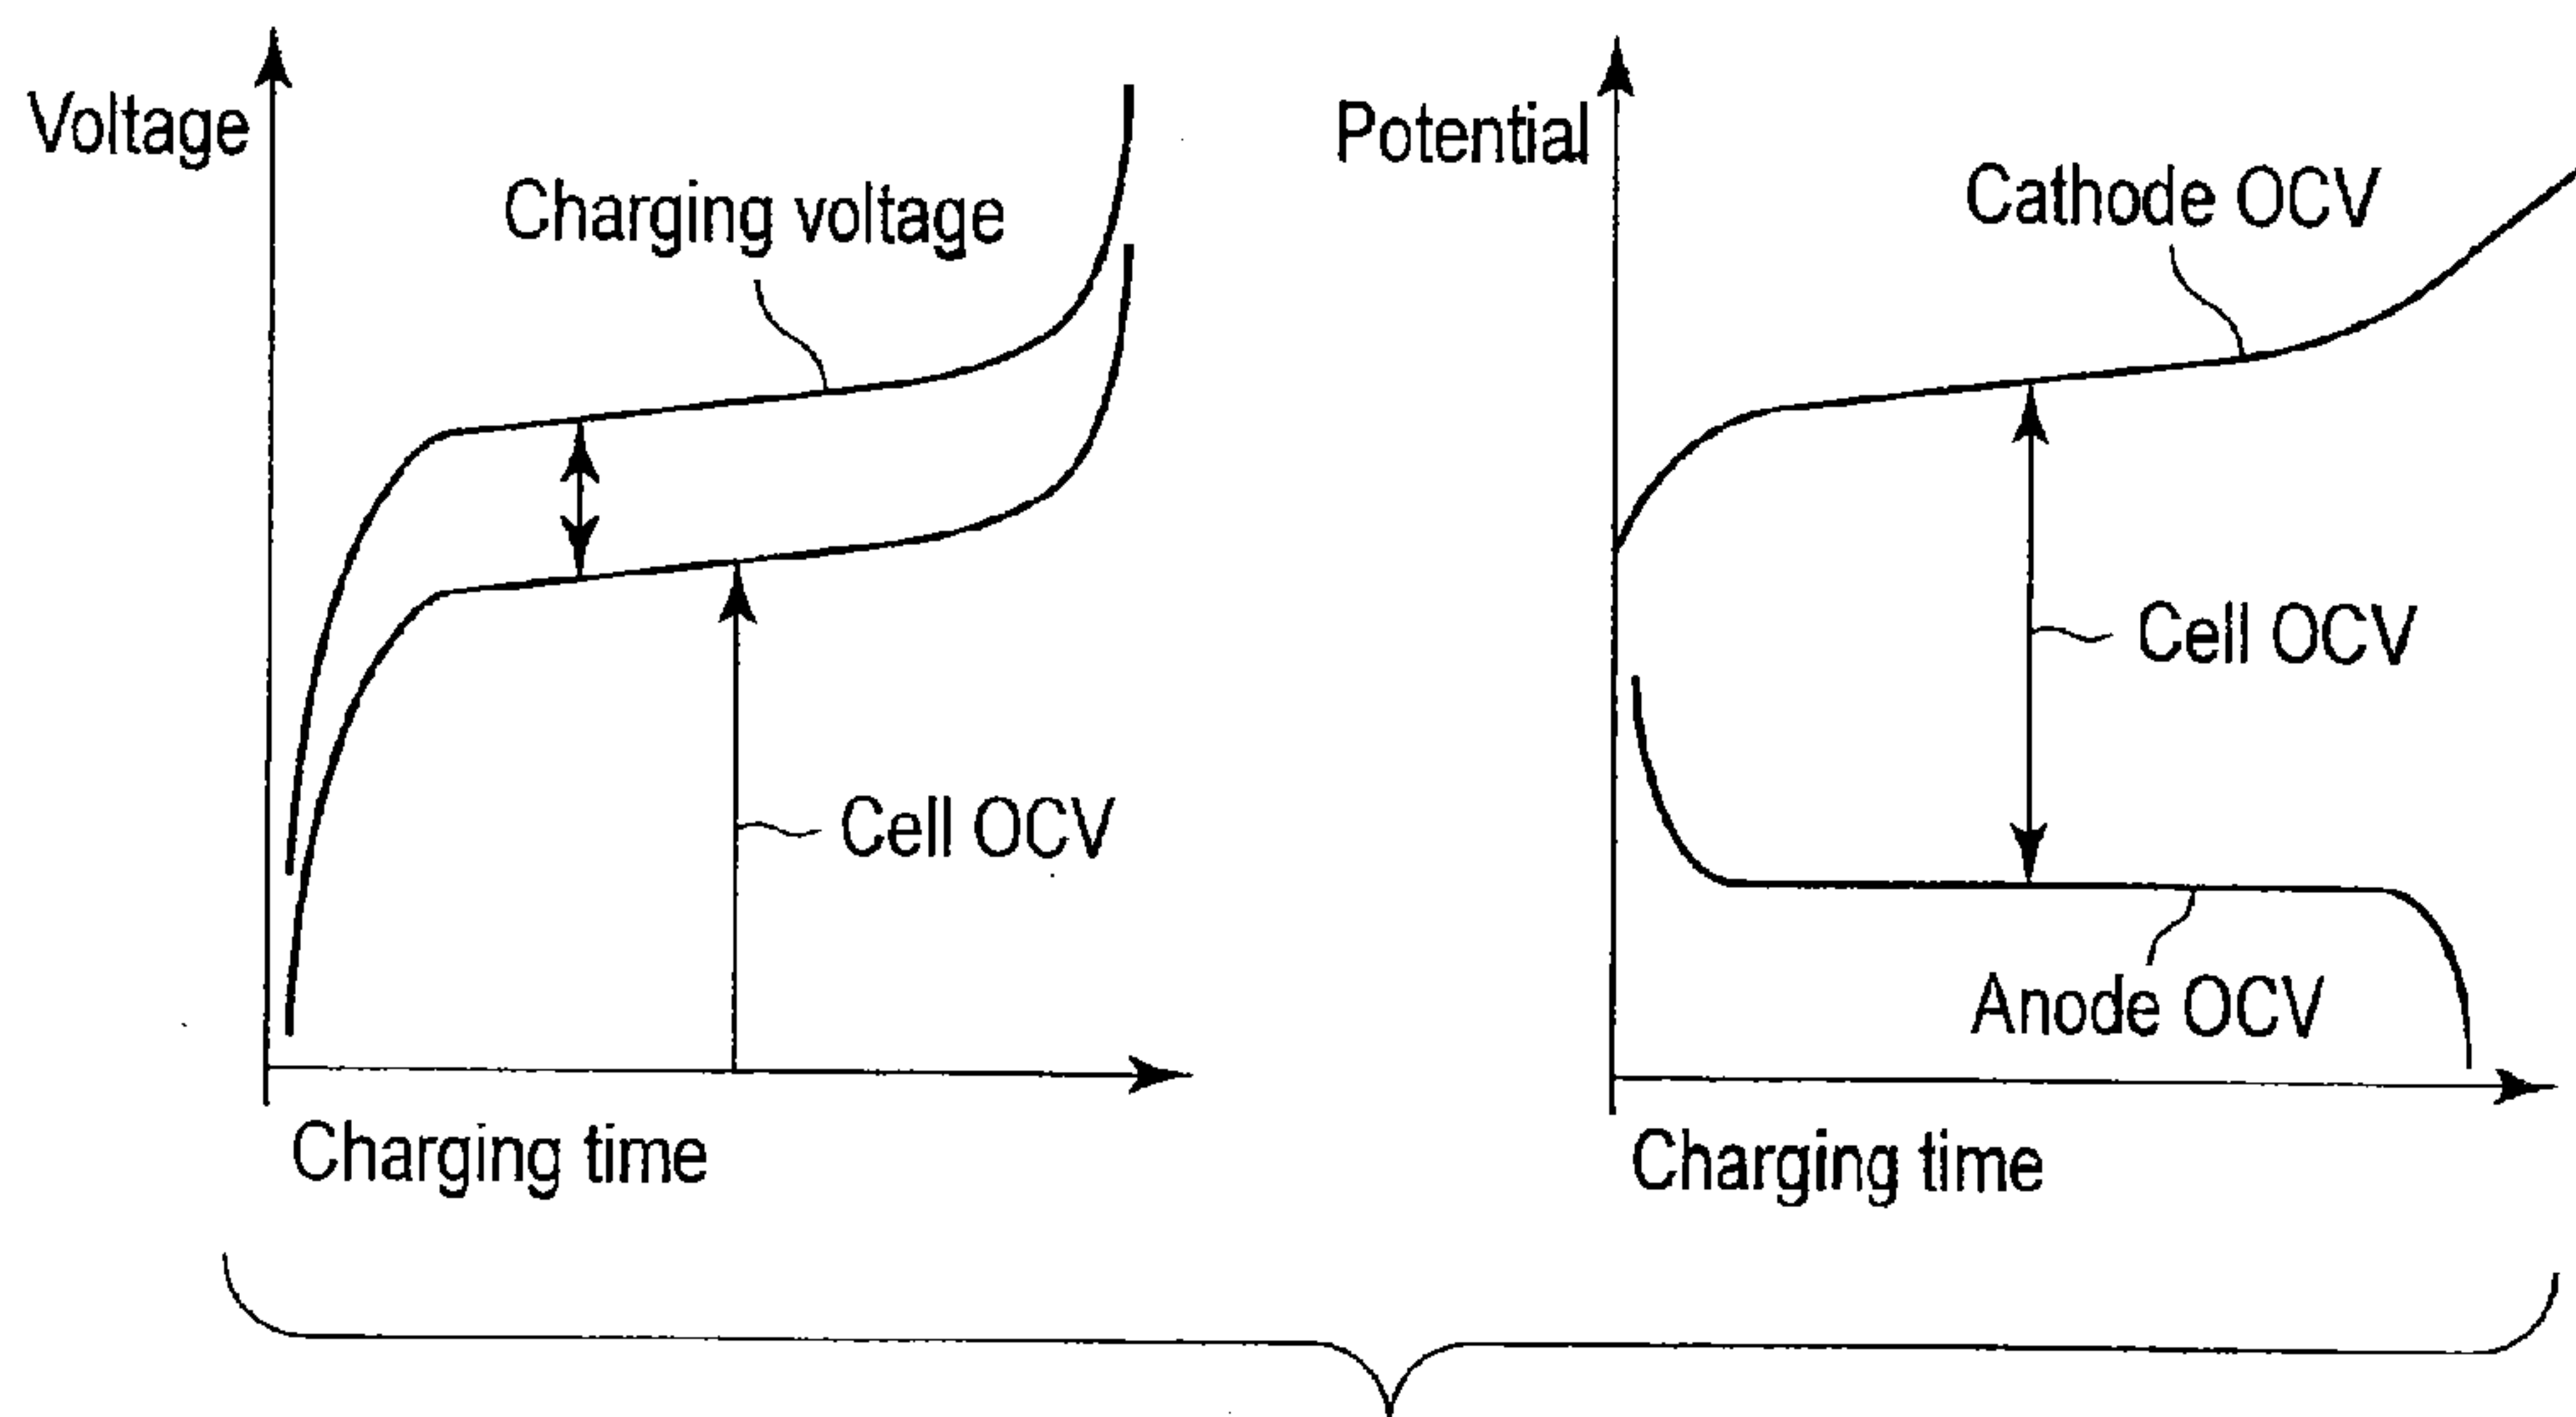 Voltage
Charging voltage
Cell OCV
Charging time
Potential
Cathode OCV
Cell OCV
Anode OCV
Charging time